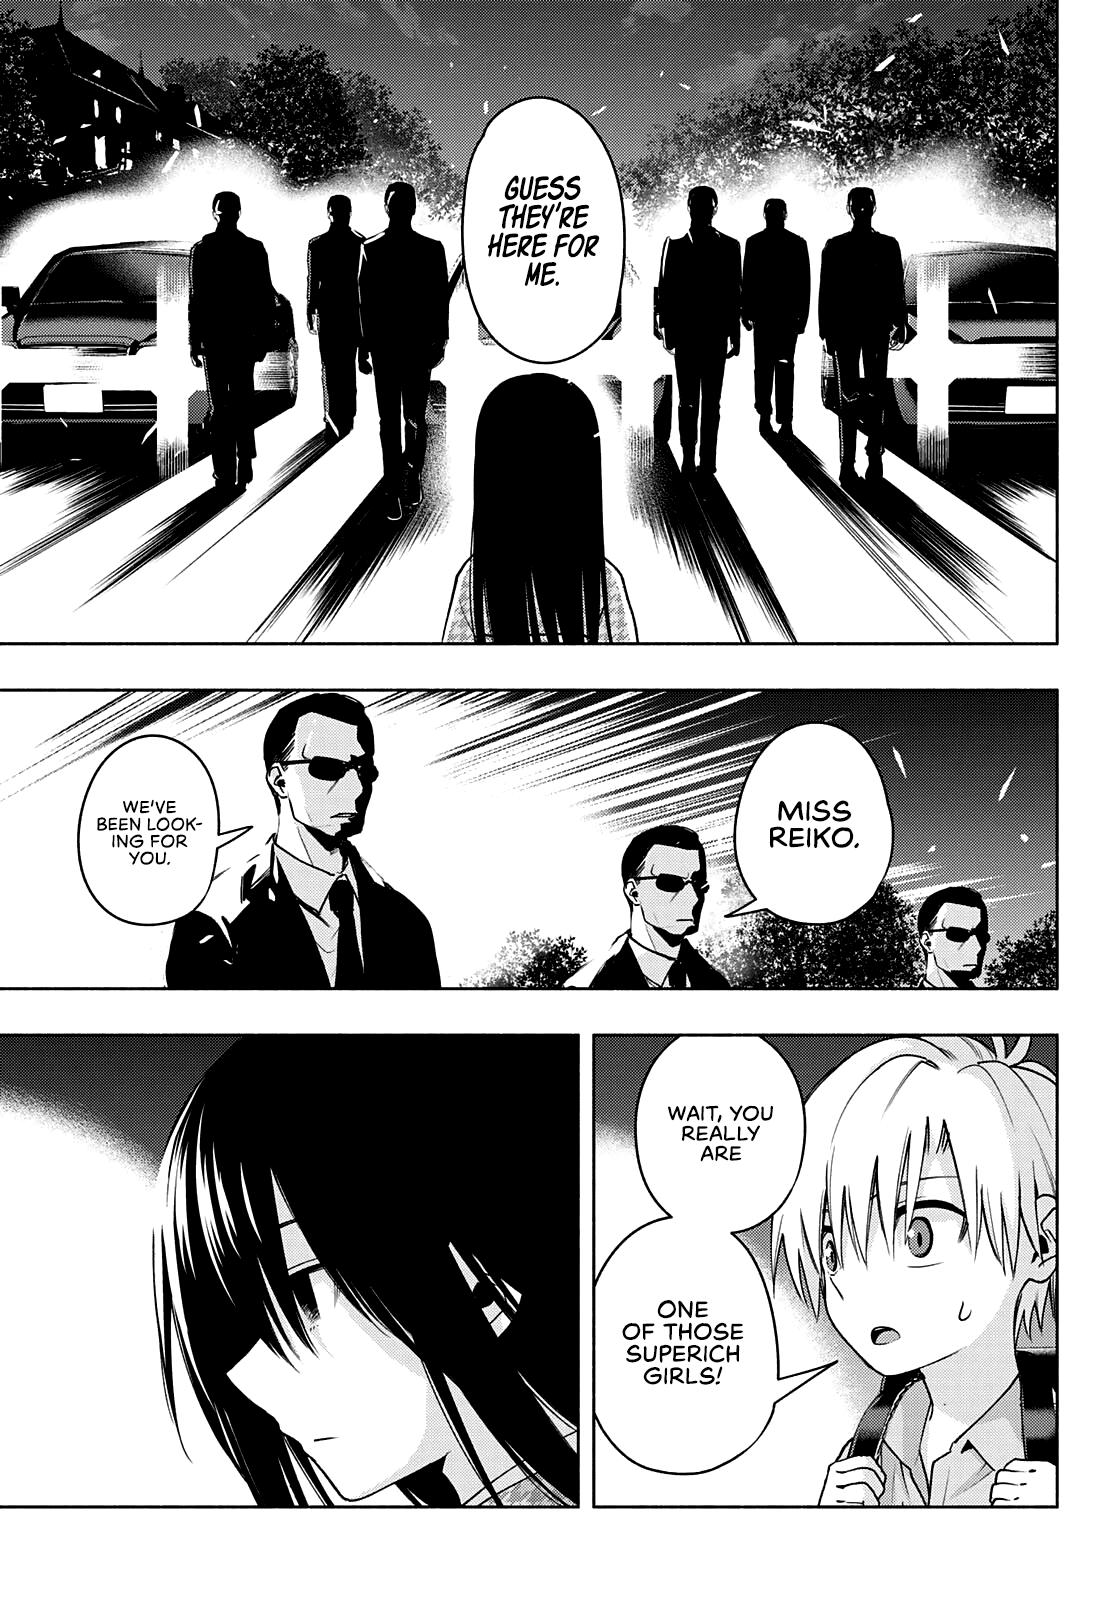 GUESS
THEY'RE
HERE FOR
ME.
MISS
REIKO.
WE'VE
BEEN LOOK-
ING FOR
YOU.
WAIT, YOU
REALLY
ARE
ONE
OF THOSE
SUPERICH
GIRLS!